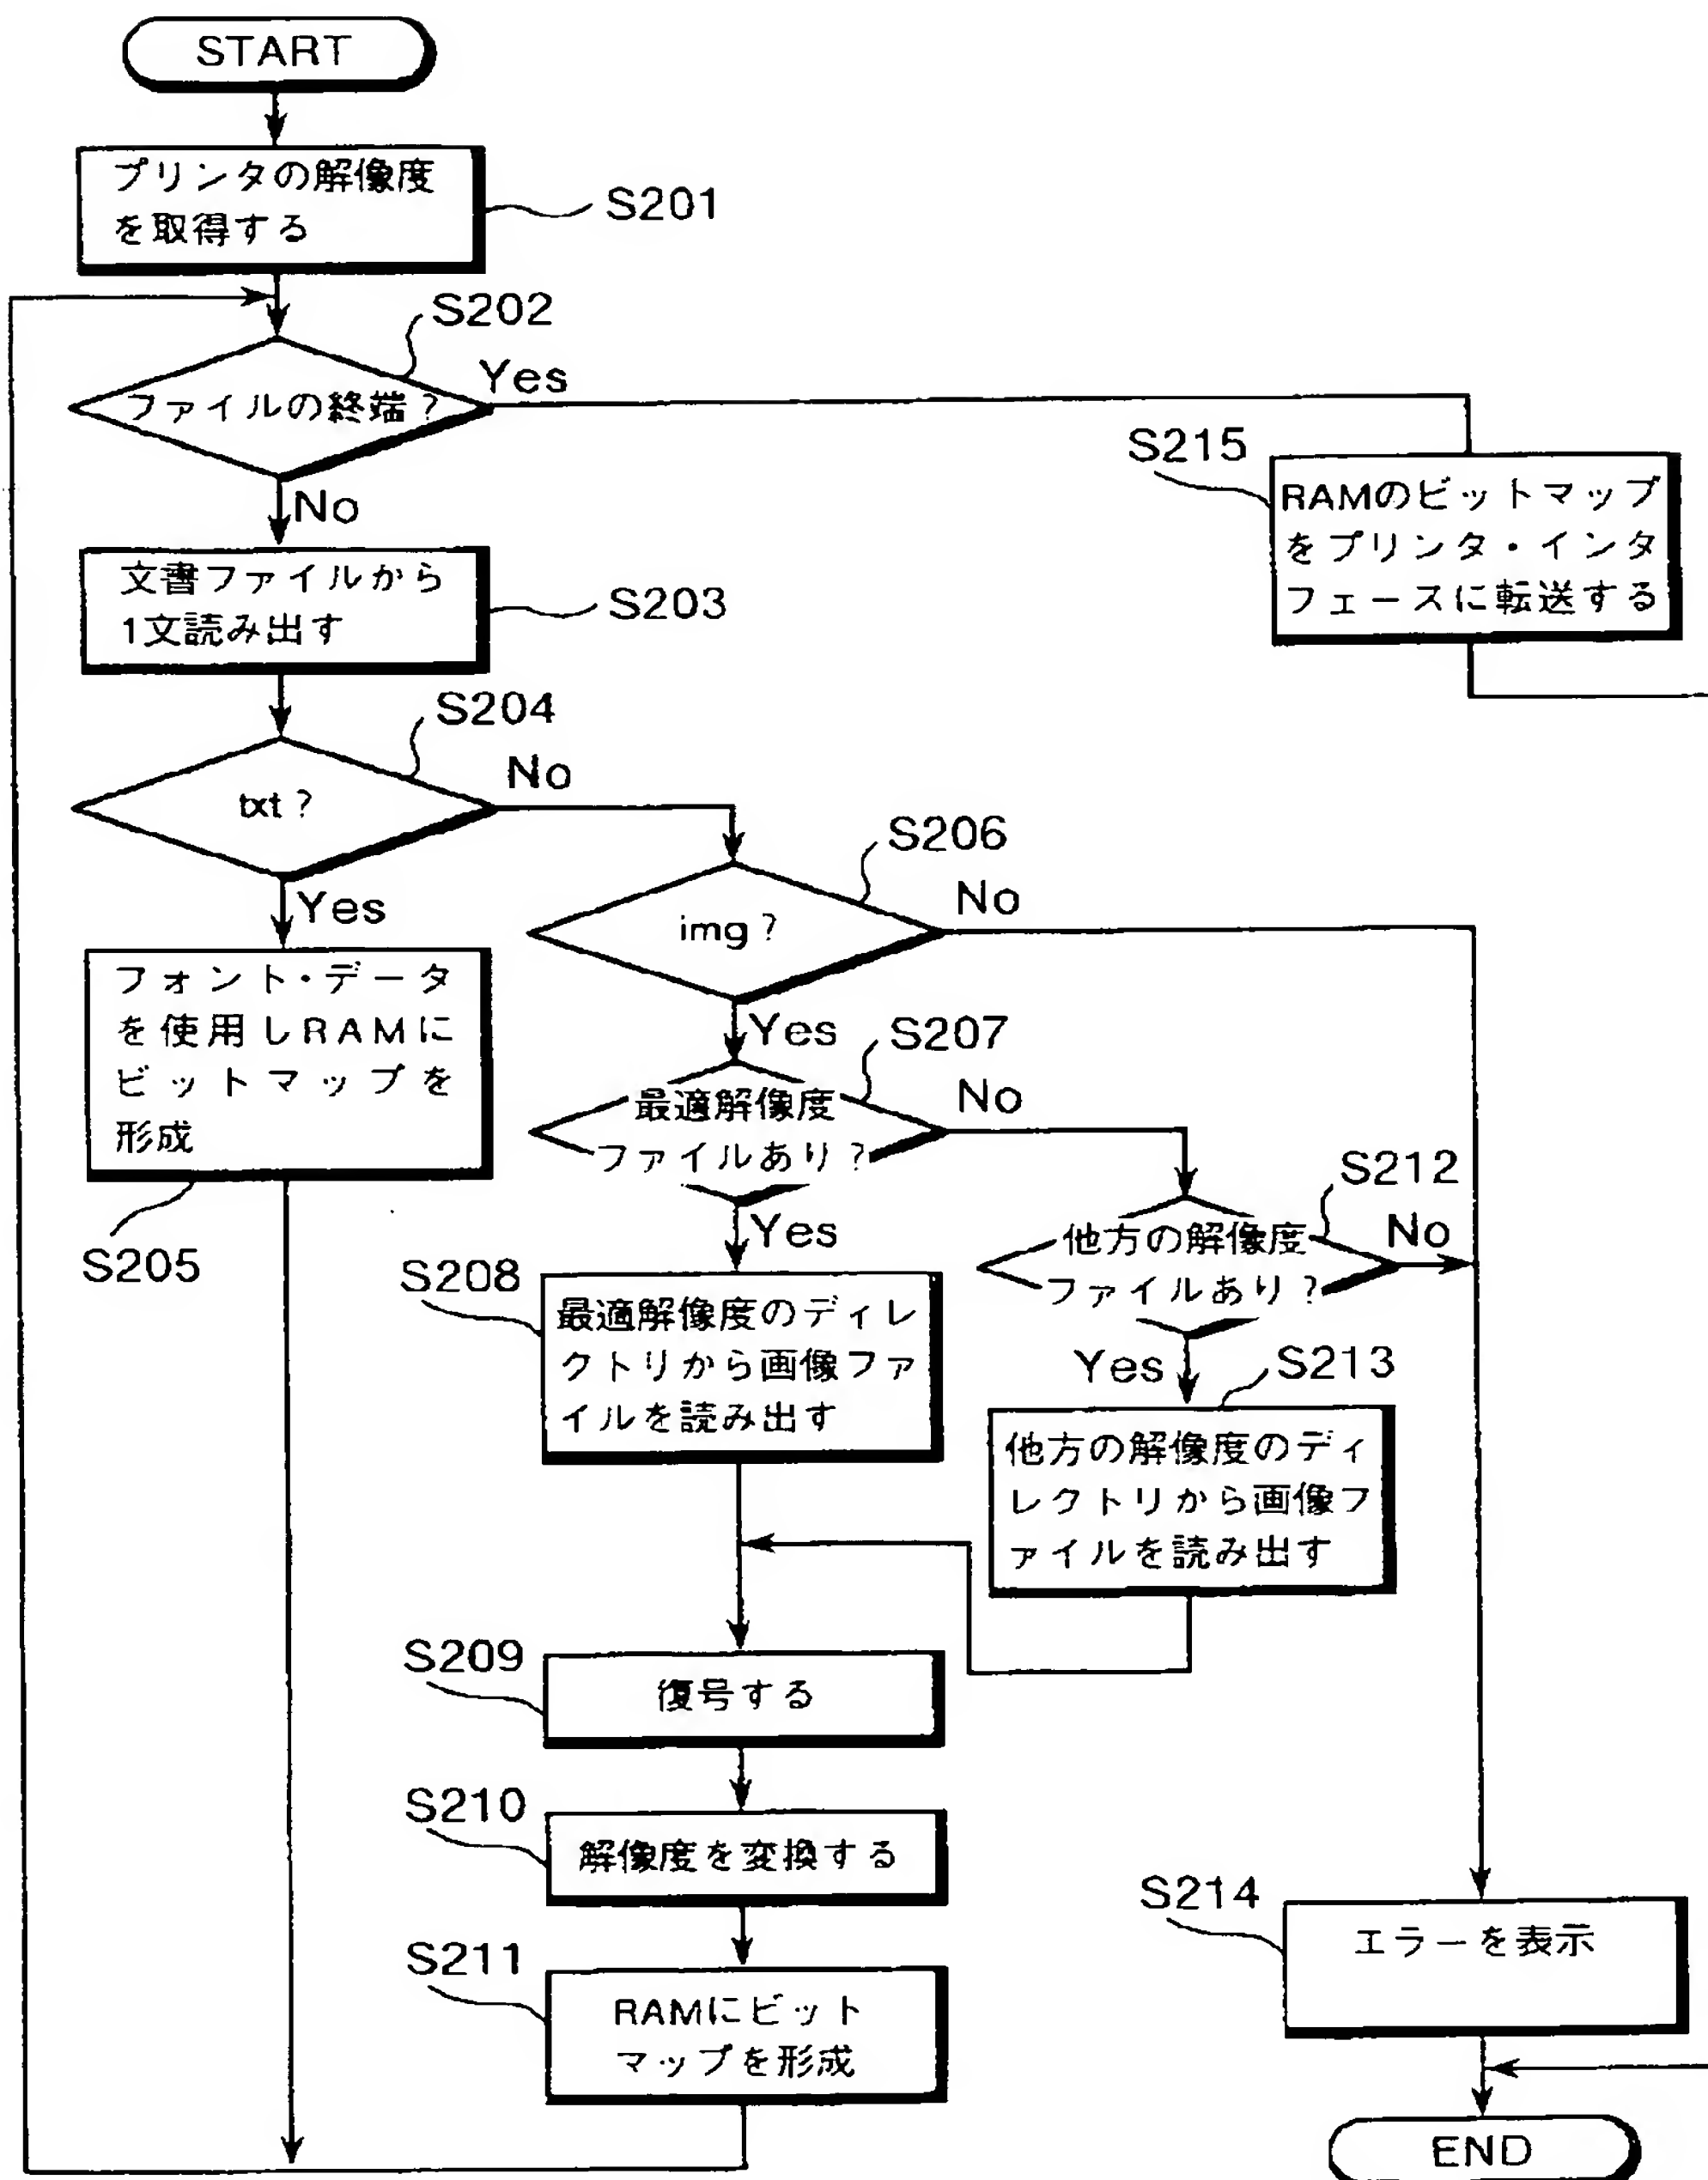 START
プリンタの解像度
を取得する
S201
S202
ファイルの終端?
Yes
No
S215
RAMのビットマップ
をプリンタ・インタ
フェースに転送する
文書ファイルから
1文読み出す
S203
S204
txt?
No
Yes
S206
img?
No
Yes
フォント・データ
を使用しRAMに
ビットマップを
形成
S205
S207
最適解像度
ファイルあり?
No
Yes
S212
他方の解像度
ファイルあり?
No
Yes
S208
最適解像度のディレ
クトリから画像ファ
イルを読み出す
S213
他方の解像度のディ
レクトリから画像フ
ァイルを読み出す
S209
復号する
S210
解像度を変換する
S211
RAMにビット
マップを形成
S214
エラーを表示
END